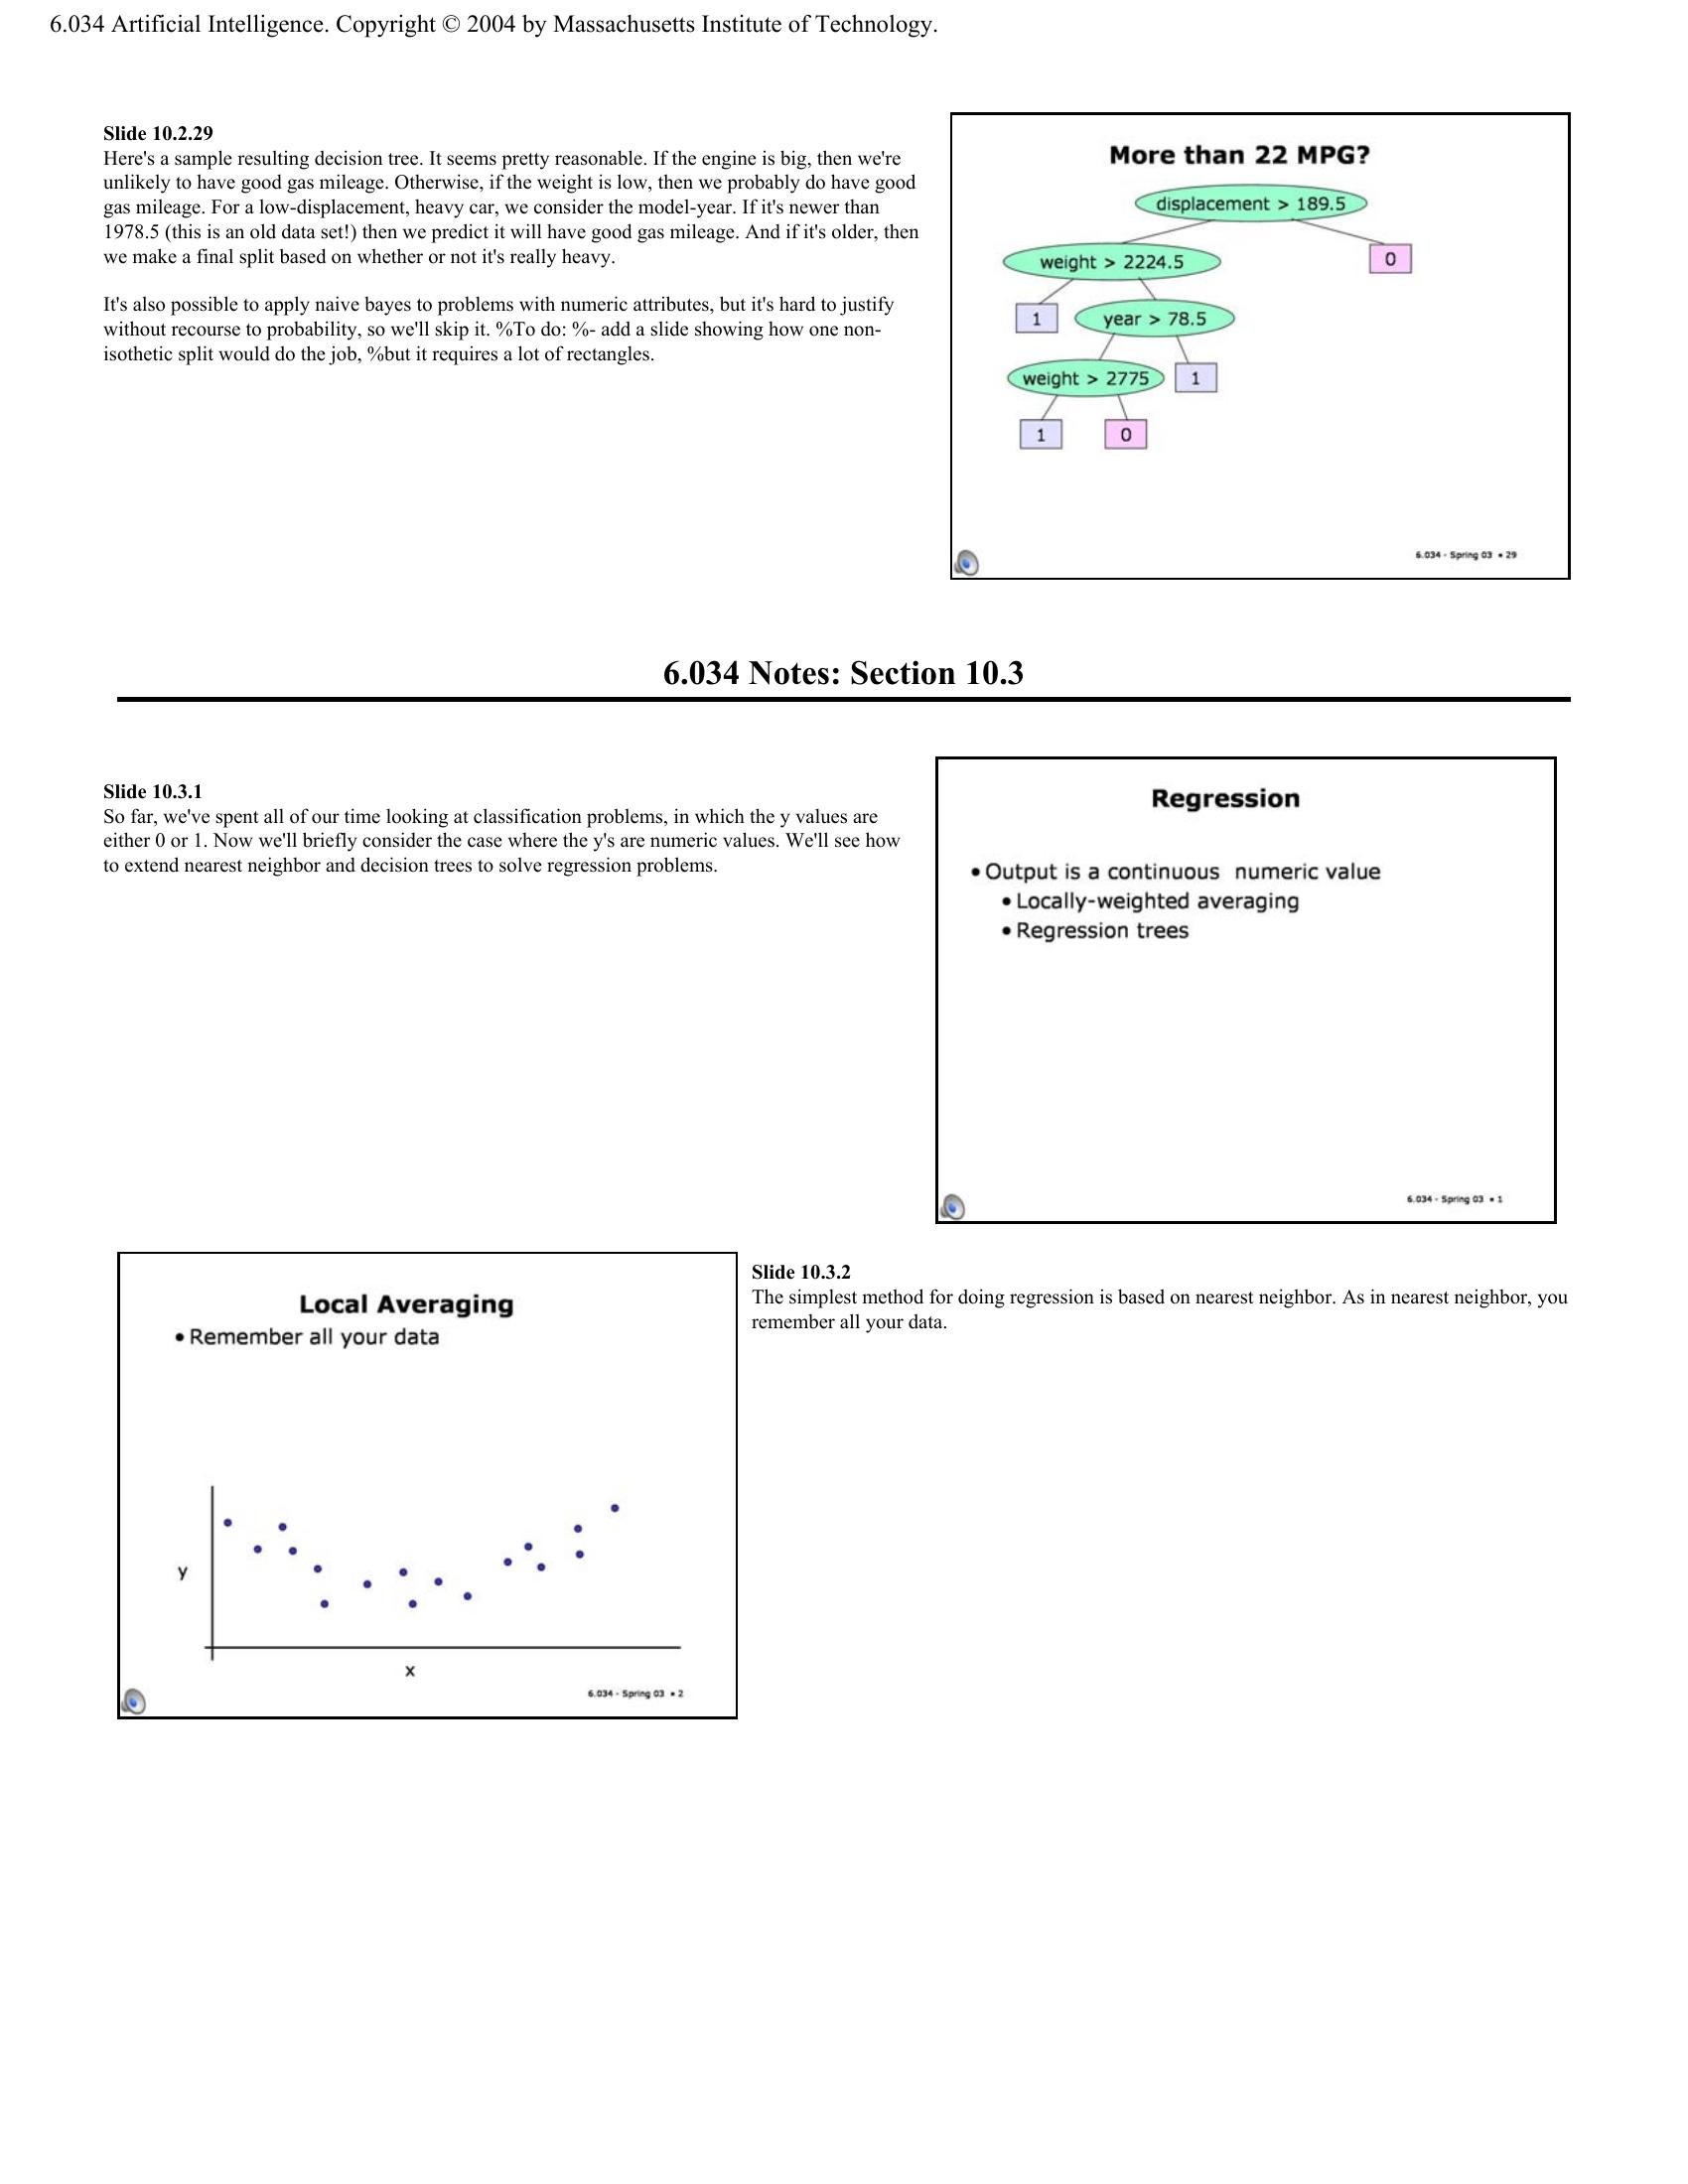 6.034 Artificial Intelligence. Copyright © 2004 by Massachusetts Institute of Technology.
Slide 10.2.29
Here's a sample resulting decision tree. It seems pretty reasonable. If the engine is big, then we're
unlikely to have good gas mileage. Otherwise, if the weight is low, then we probably do have good
gas mileage. For a low-displacement, heavy car, we consider the model-year. If it's newer than
1978.5 (this is an old data set!) then we predict it will have good gas mileage. And if it's older, then
we make a final split based on whether or not it's really heavy.
It's also possible to apply naive bayes to problems with numeric attributes, but it's hard to justify
without recourse to probability, so we'll skip it. %To do: %- add a slide showing how one non-
isothetic split would do the job, %but it requires a lot of rectangles.
More than 22 MPG?
displacement > 189.5
weight > 2224.5
0
1
year > 78.5
weight > 2775
1
1
0
6.034 - Spring 03 • 29
6.034 Notes: Section 10.3
Slide 10.3.1
So far, we've spent all of our time looking at classification problems, in which the y values are
either 0 or 1. Now we'll briefly consider the case where the y's are numeric values. We'll see how
to extend nearest neighbor and decision trees to solve regression problems.
Regression
• Output is a continuous numeric value
• Locally-weighted averaging
• Regression trees
6.034 - Spring 03 • 1
Local Averaging
• Remember all your data
y
x
6.034 - Spring 03 • 2
Slide 10.3.2
The simplest method for doing regression is based on nearest neighbor. As in nearest neighbor, you
remember all your data.